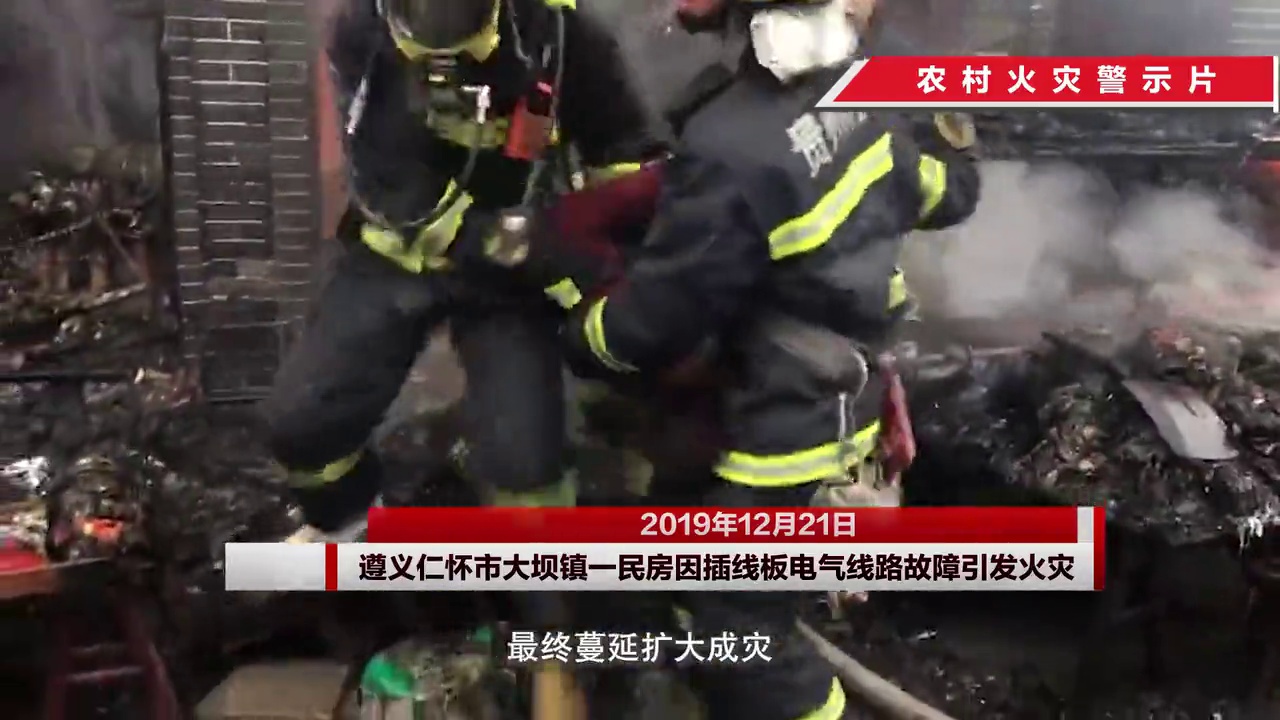 农村火灾警示片
贵
2019年12月21日
遵义仁怀市大坝镇一民房因插线板电气线路故障引发火灾
最终蔓延扩大成灾